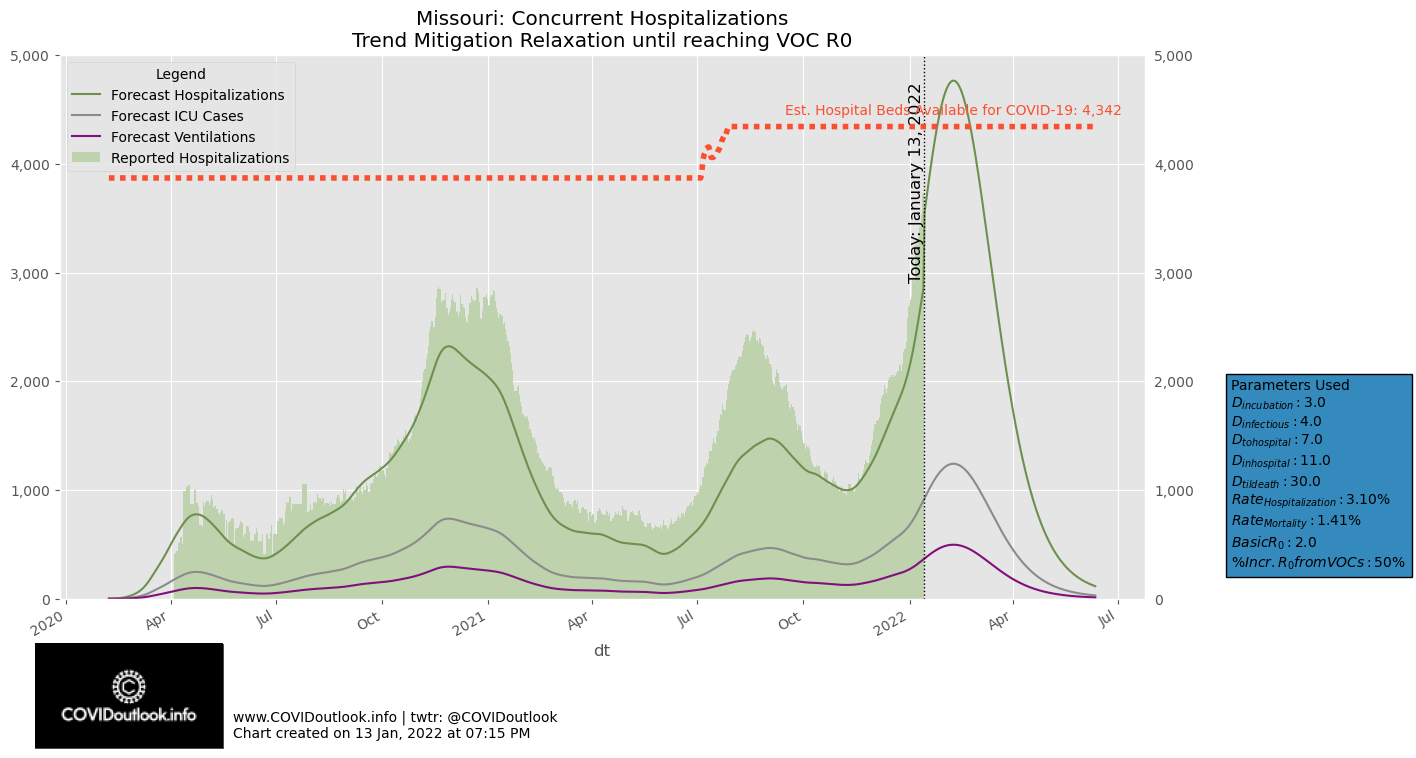 Missouri: Concurrent Hospitalizations
Trend Mitigation Relaxation until reaching VOC R0
5,000
4,000
3,000
2,000
1,000
0
5,000
4,000
3,000
2,000
1,000
0
Legend
Forecast Hospitalizations
Forecast ICU Cases
Forecast Ventilations
Reported Hospitalizations
Est. Hospital Beds Available for COVID-19: 4,342
Today: January 13, 2022
2020
Apr
Jul
Oct
2021
Apr
Jul
Oct
2022
Apr
Jul
dt
Parameters Used
D_incubation : 3.0
D_infectious : 4.0
D_tohospital : 7.0
D_inhospital : 11.0
D_tildeath : 30.0
Rate_Hospitalization : 3.10%
Rate_Mortality : 1.41%
BasicR_0 : 2.0
%Incr.R_0fromVOCs : 50%
COVIDoutlook.info
www.COVIDoutlook.info | twtr: @COVIDoutlook
Chart created on 13 Jan, 2022 at 07:15 PM